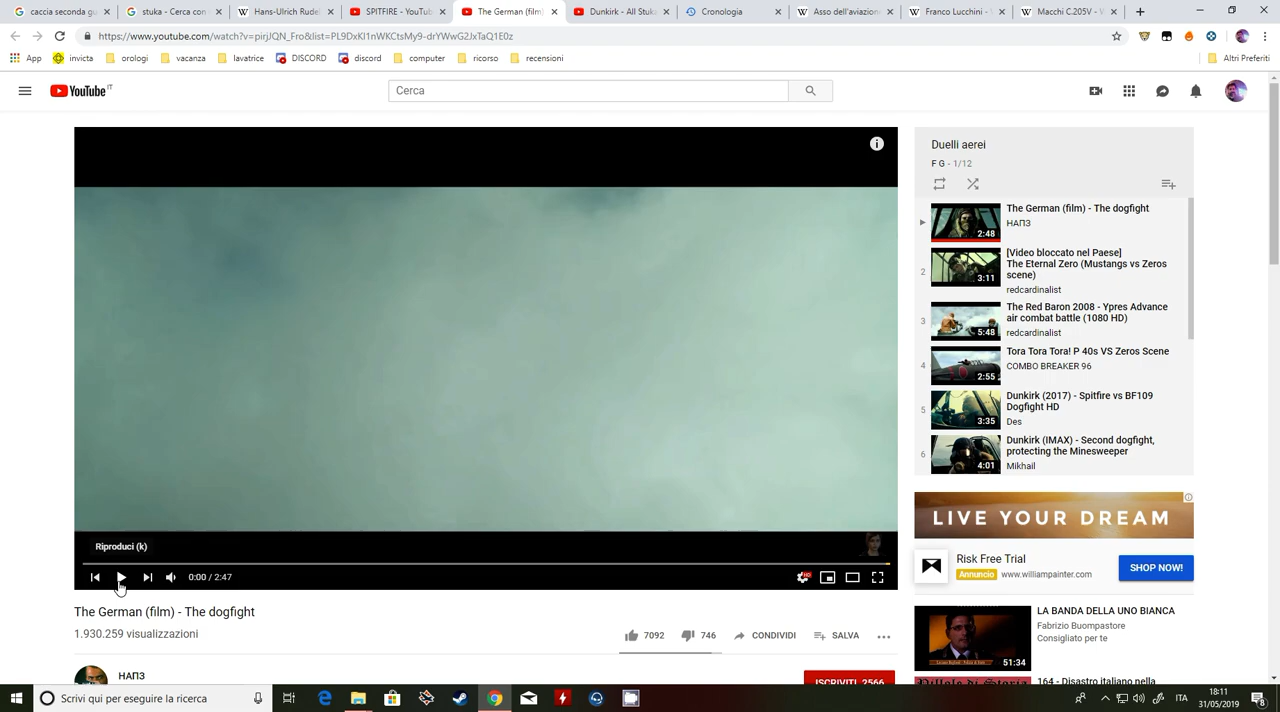 caccia seconda gu
stuka - Cerca con
Hans-Ulrich Rudel
SPITFIRE - YouTub
The German (film)
Dunkirk - All Stuka
Cronologia
Asso dell'aviazione
Franco Lucchini - V
Macchi C.205V - W
https://www.youtube.com/watch?v=pirjJQN_Fro&list=PL9DxKI1nWKCtsMy9-drYWwG2JxTaQ1E0z
App invicta orologi vacanza lavatrice DISCORD discord computer ricorso recensioni Altri Preferiti
YouTube IT
Cerca
Duelli aerei
F G - 1/12
The German (film) - The dogfight
НАПЗ
2:48
2
[Video bloccato nel Paese]
The Eternal Zero (Mustangs vs Zeros
scene)
redcardinalist
3:11
3
The Red Baron 2008 - Ypres Advance
air combat battle (1080 HD)
redcardinalist
5:48
4
Tora Tora Tora! P 40s VS Zeros Scene
COMBO BREAKER 96
2:55
5
Dunkirk (2017) - Spitfire vs BF109
Dogfight HD
Des
3:35
6
Dunkirk (IMAX) - Second dogfight,
protecting the Minesweeper
Mikhail
4:01
Riproduci (k)
0:00 / 2:47
HD
LIVE YOUR DREAM
Risk Free Trial
Annuncio www.williampainter.com
SHOP NOW!
The German (film) - The dogfight
1.930.259 visualizzazioni
7092 746 CONDIVIDI SALVA
LA BANDA DELLA UNO BIANCA
Fabrizio Buompastore
Consigliato per te
51:34
НАПЗ
ISCRIVITI 2566
164 - Disastro italiano nella
Scrivi qui per eseguire la ricerca
ITA
18:11
31/05/2019
8